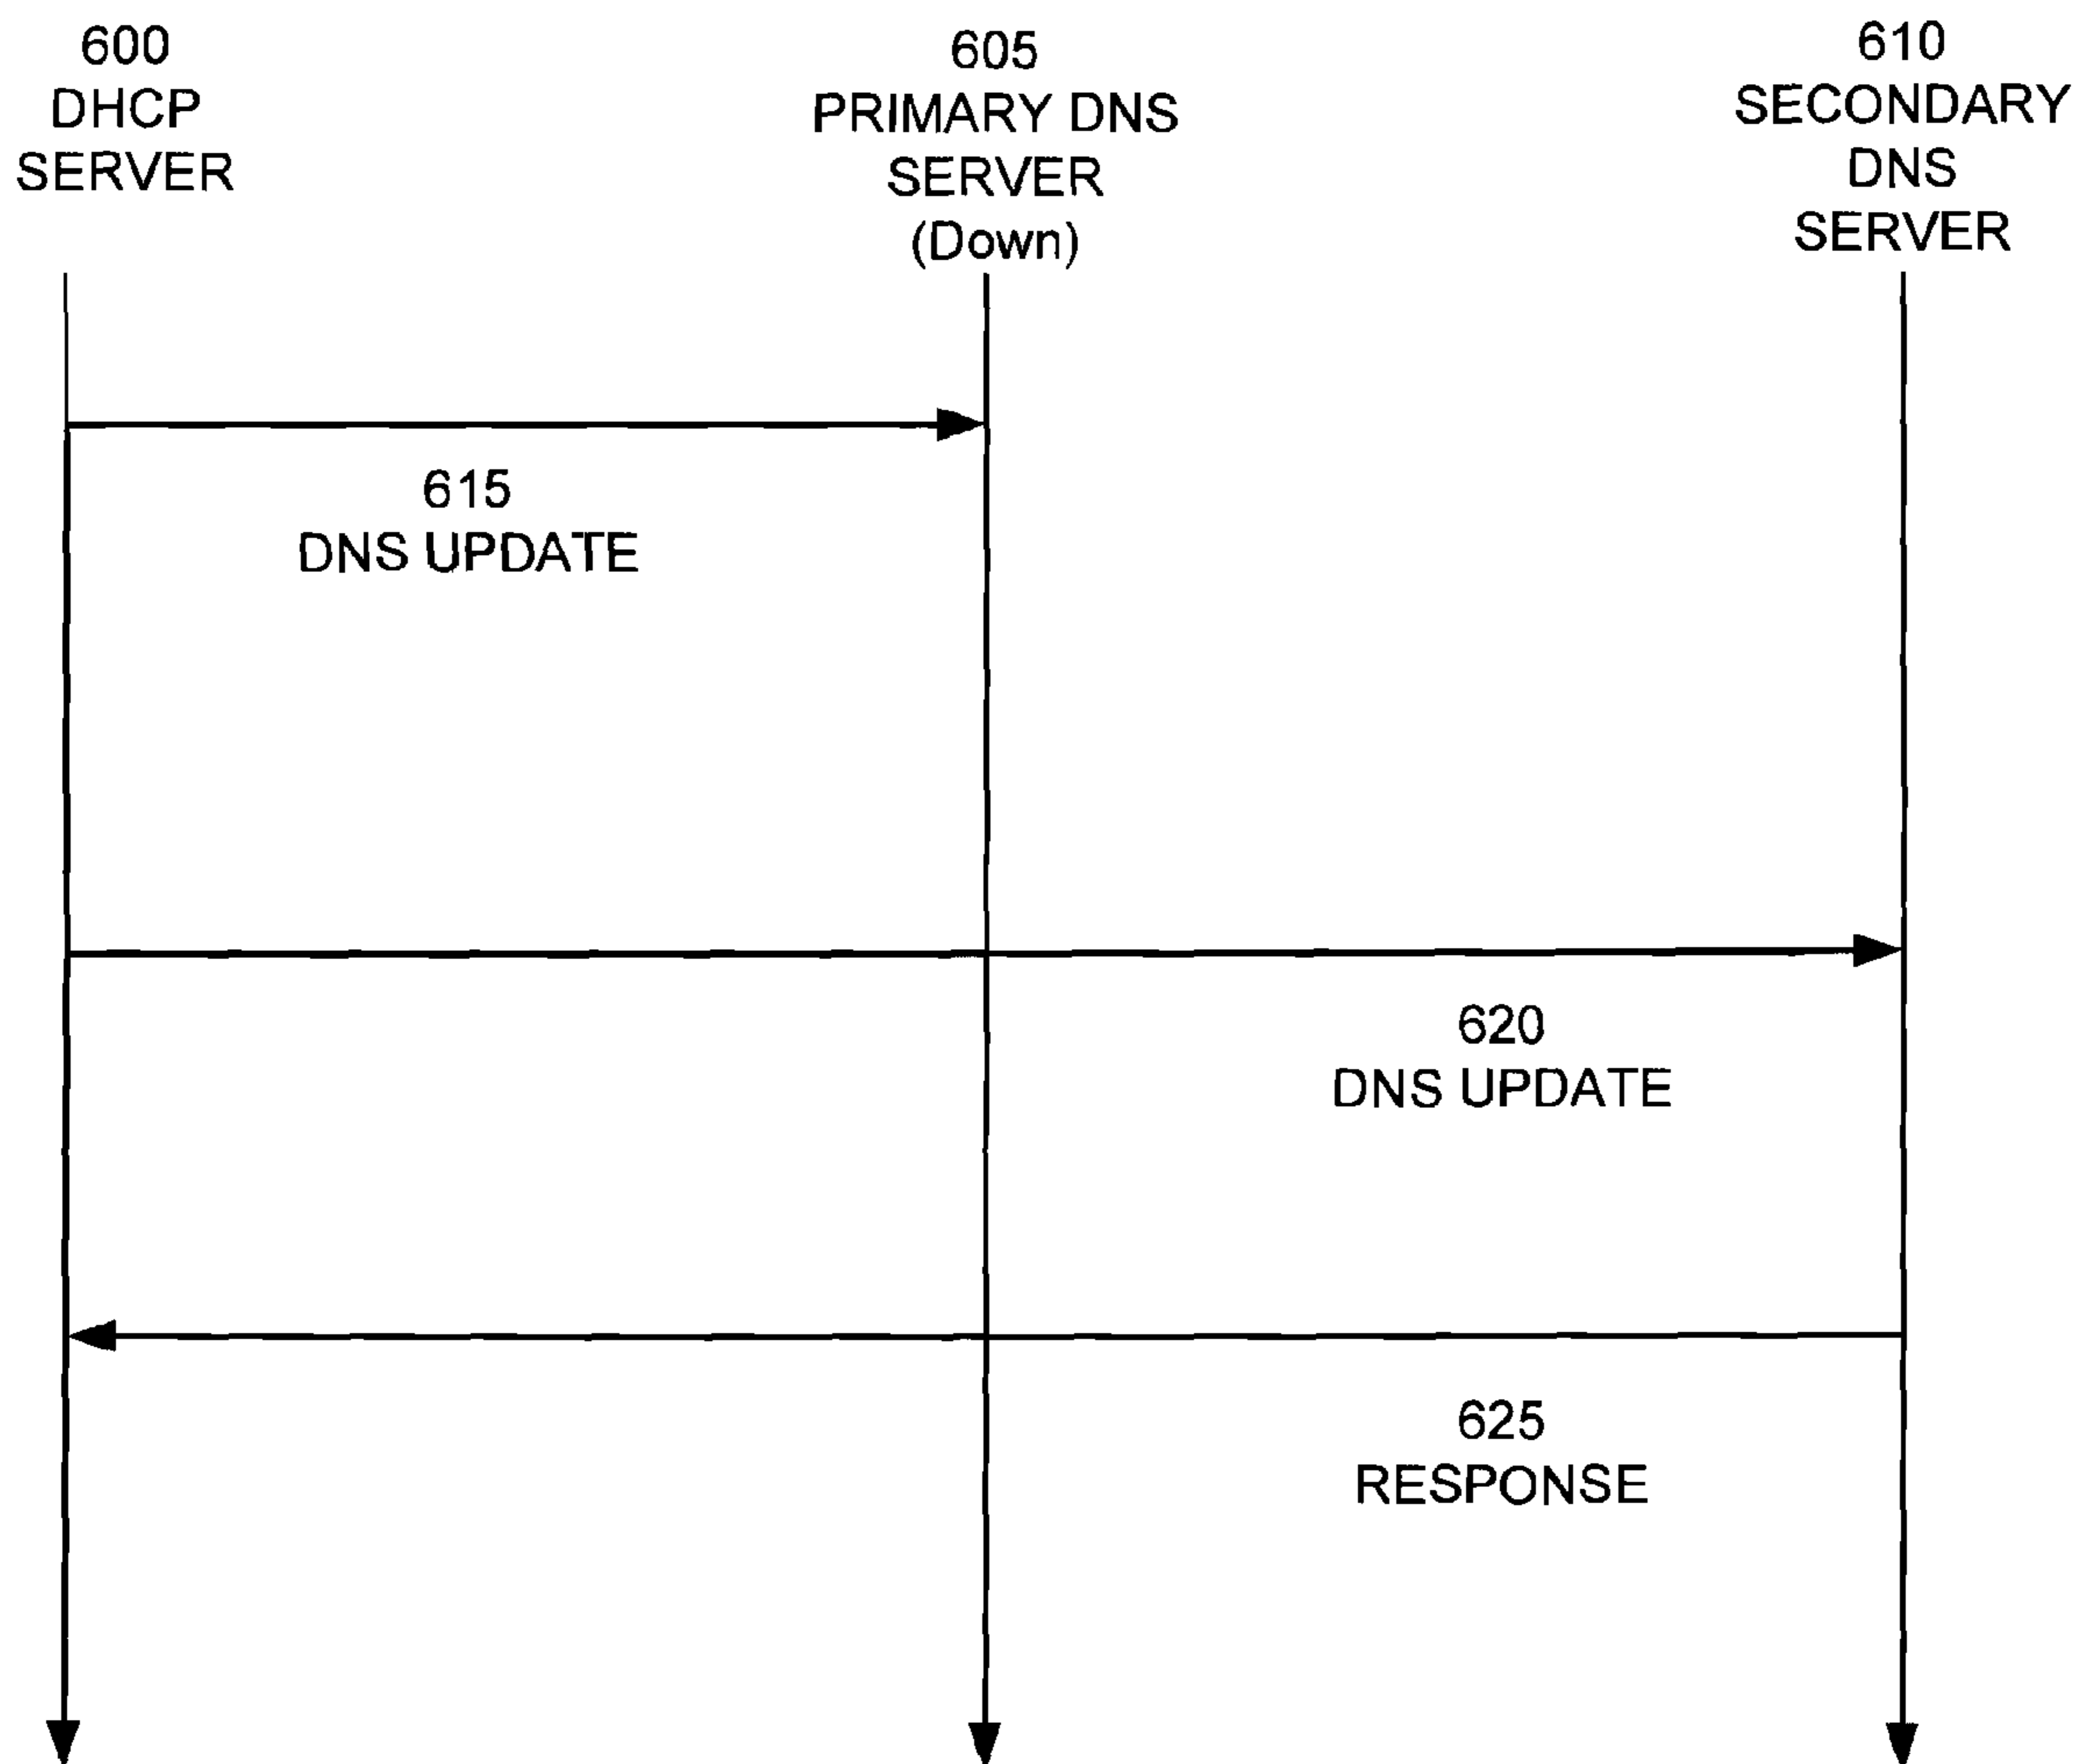 600
DHCP
SERVER
605
PRIMARY DNS
SERVER
(Down)
610
SECONDARY
DNS
SERVER
615
DNS UPDATE
620
DNS UPDATE
625
RESPONSE